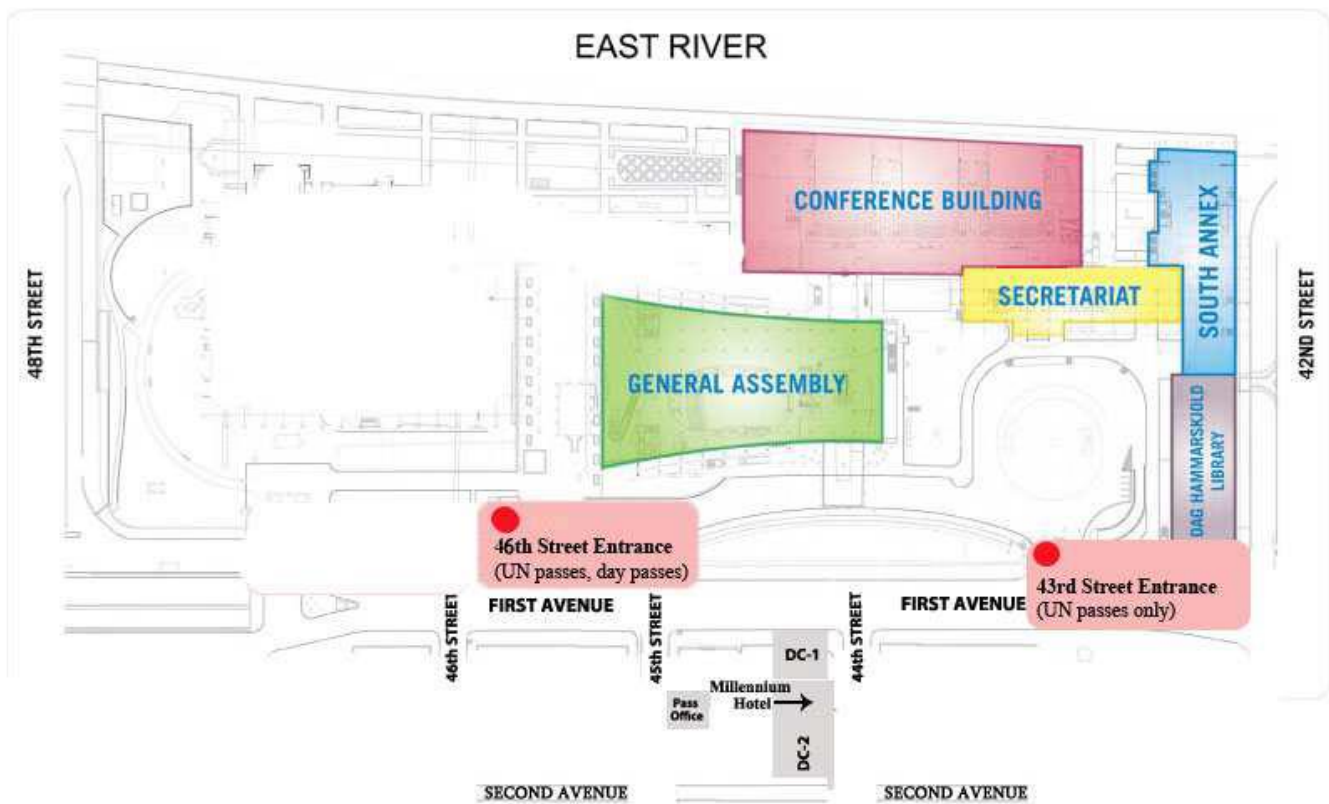 EAST RIVER
CONFERENCE BUILDING
SOUTH ANNEX
SECRETARIAT
48TH STREET
42ND STREET
GENERAL ASSEMBLY
DAG HAMMARSKJOLD
LIBRARY
46th Street Entrance
(UN passes, day passes)
43rd Street Entrance
(UN passes only)
FIRST AVENUE
FIRST AVENUE
46th STREET
45th STREET
44th STREET
DC-1
Millennium
Hotel
Pass
Office
DC-2
SECOND AVENUE
SECOND AVENUE